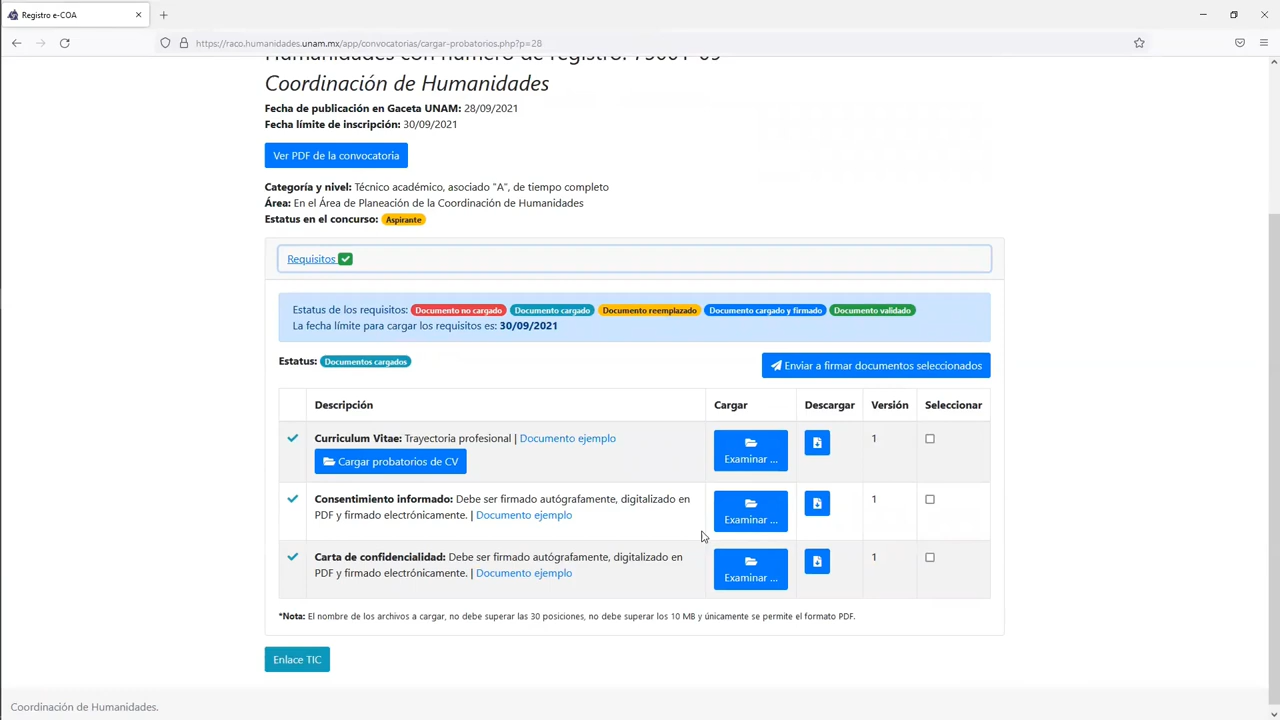 Registro e-COA
https://raco.humanidades.unam.mx/app/convocatorias/cargar-probatorios.php?p=28
Humanidades con número de registro: 75001-09
Coordinación de Humanidades
Fecha de publicación en Gaceta UNAM: 28/09/2021
Fecha límite de inscripción: 30/09/2021
Ver PDF de la convocatoria
Categoría y nivel: Técnico académico, asociado "A", de tiempo completo
Área: En el Área de Planeación de la Coordinación de Humanidades
Estatus en el concurso: Aspirante
Requisitos
Estatus de los requisitos: Documento no cargado Documento cargado Documento reemplazado Documento cargado y firmado Documento validado
La fecha límite para cargar los requisitos es: 30/09/2021
Estatus: Documentos cargados
Enviar a firmar documentos seleccionados
Descripción Cargar Descargar Versión Seleccionar
Curriculum Vitae: Trayectoria profesional | Documento ejemplo
Cargar probatorios de CV
Examinar ...
1
Consentimiento informado: Debe ser firmado autógrafamente, digitalizado en
PDF y firmado electrónicamente. | Documento ejemplo
Examinar ...
1
Carta de confidencialidad: Debe ser firmado autógrafamente, digitalizado en
PDF y firmado electrónicamente. | Documento ejemplo
Examinar ...
1
*Nota: El nombre de los archivos a cargar, no debe superar las 30 posiciones, no debe superar los 10 MB y únicamente se permite el formato PDF.
Enlace TIC
Coordinación de Humanidades.